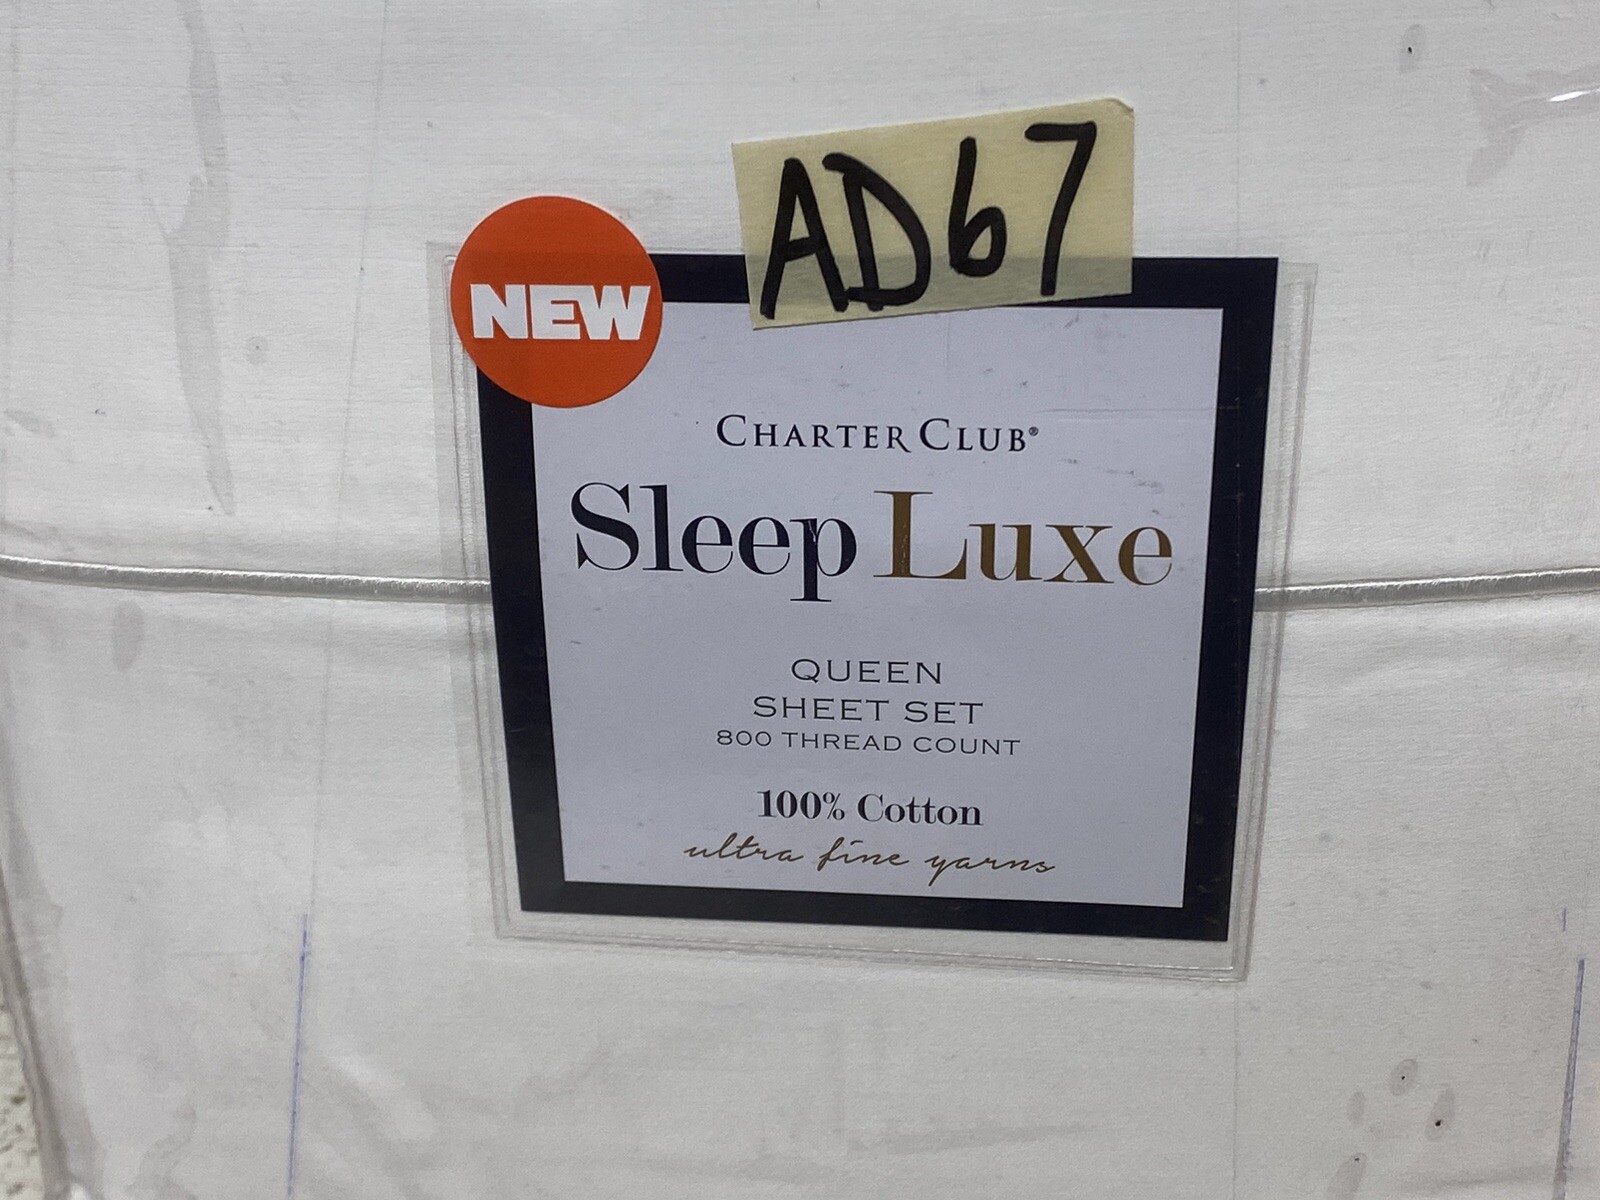 AD67
NEW
CHARTER CLUB®
Sleep Luxe
QUEEN
SHEET SET
800 THREAD COUNT
100% Cotton
ultra fine yarns